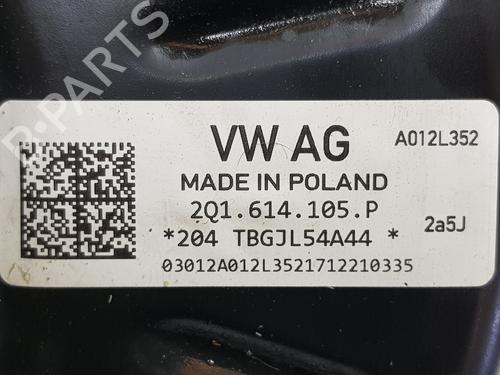 B-PARTS
VW AG
A012L352
MADE IN POLAND
2Q1.614.105.P
*204 TBGJL54A44 *
2a5J
03012A012L3521712210335